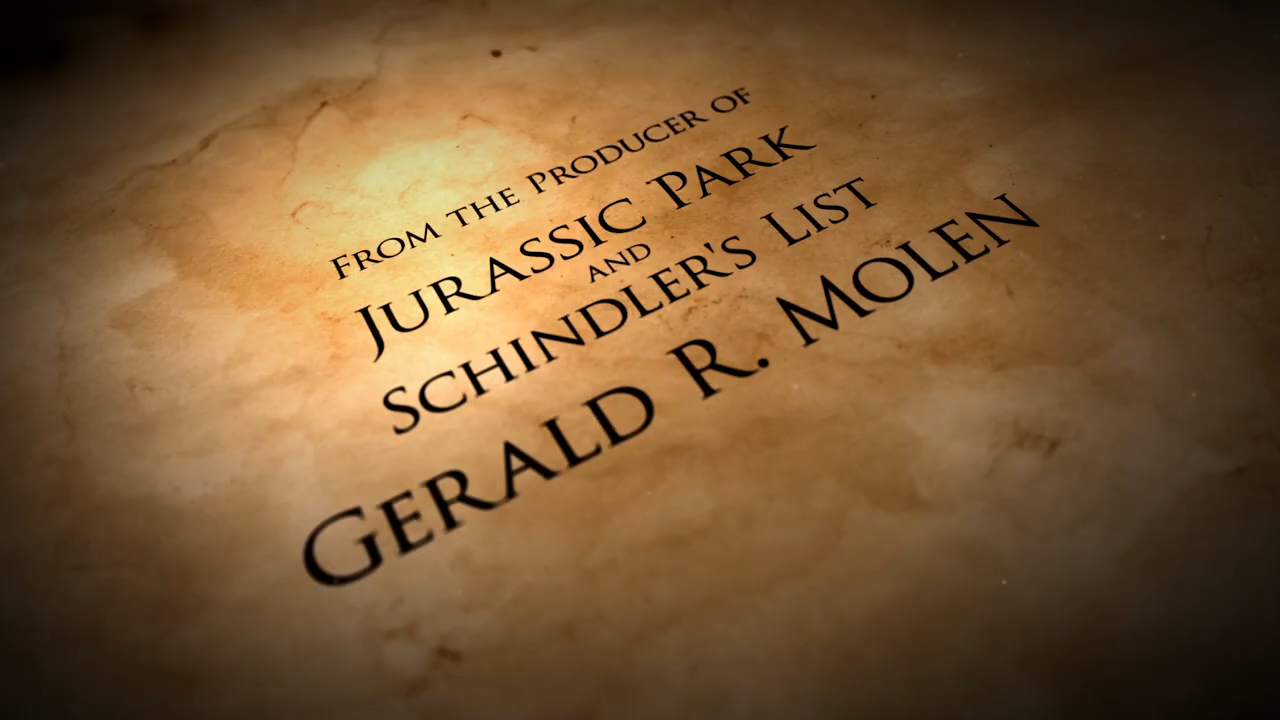 From the Producer of
Jurassic Park
and
Schindler's List
Gerald R. Molen